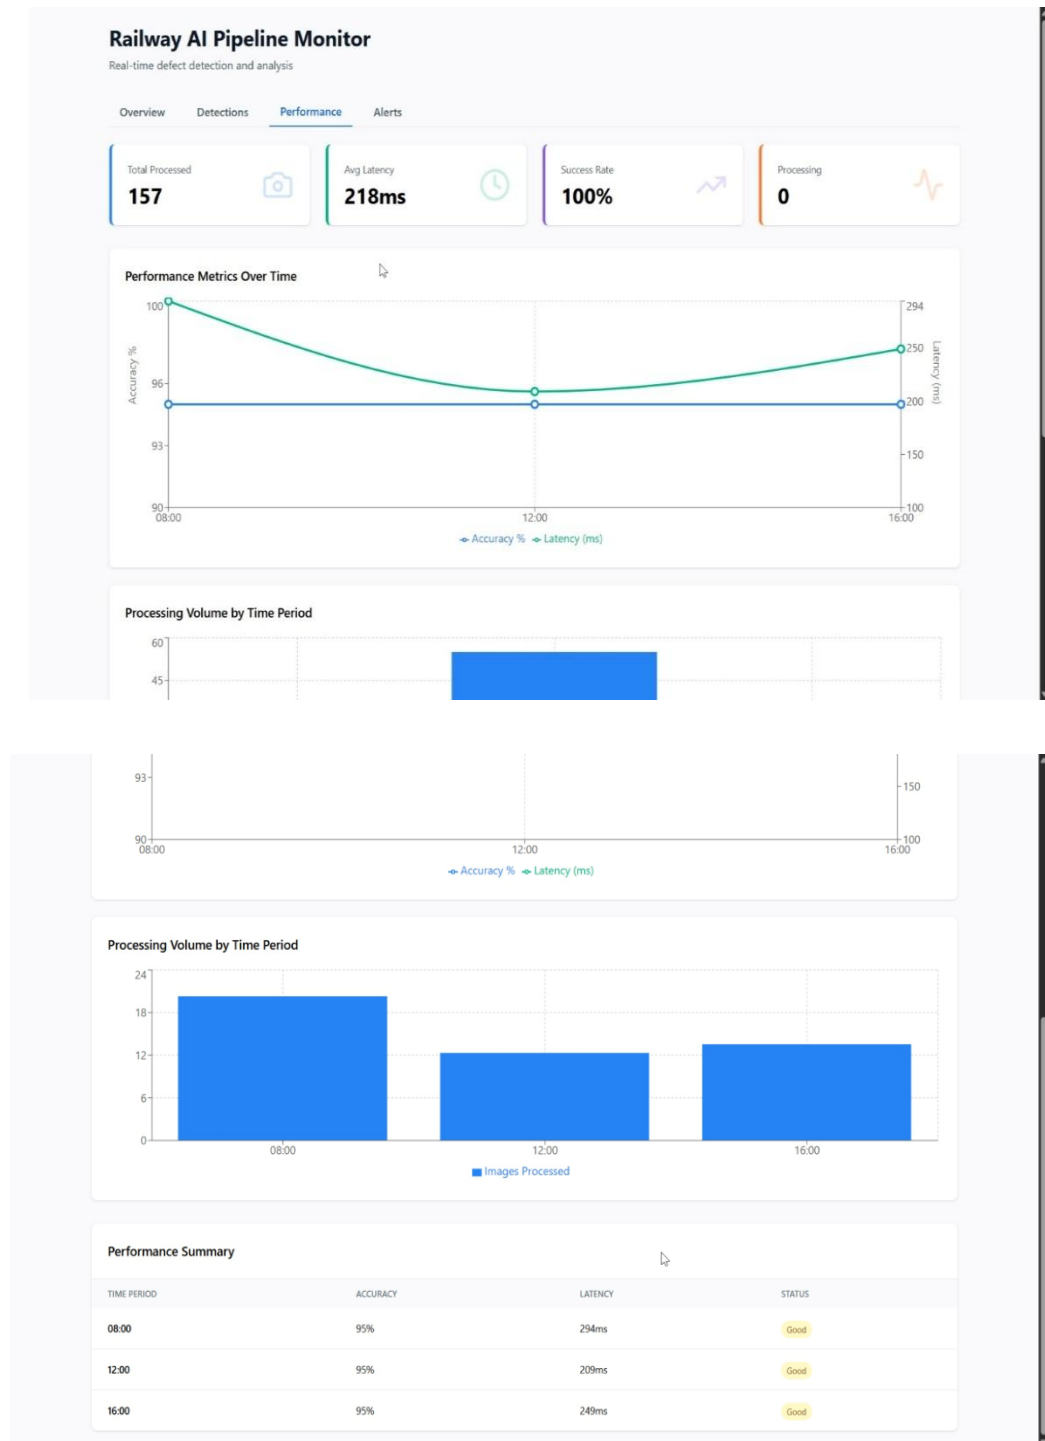 Railway AI Pipeline Monitor
Real-time defect detection and analysis
Overview Detections Performance Alerts
Total Processed
157
Avg Latency
218ms
Success Rate
100%
Processing
0
Performance Metrics Over Time
100
96
93
90
Accuracy %
294
250
200
150
100
Latency (ms)
08:00 12:00 16:00
Accuracy % Latency (ms)
Processing Volume by Time Period
60
45
93
90
150
100
08:00 12:00 16:00
Accuracy % Latency (ms)
Processing Volume by Time Period
24
18
12
6
0
08:00 12:00 16:00
Images Processed
Performance Summary
TIME PERIOD ACCURACY LATENCY STATUS
08:00 95% 294ms Good
12:00 95% 209ms Good
16:00 95% 249ms Good